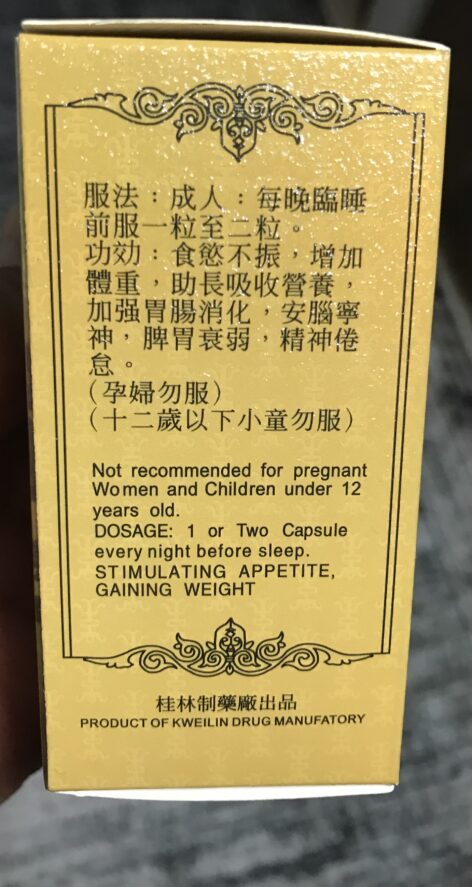 服法：成人：每晚臨睡
前服一粒至二粒。
功効：食慾不振，增加
體重，助長吸收營養，
加强胃腸消化，安腦寧
神，脾胃衰弱，精神倦
怠。
（孕婦勿服）
（十二歲以下小童勿服）
Not recommended for pregnant
Women and Children under 12
years old.
DOSAGE: 1 or Two Capsule
every night before sleep.
STIMULATING APPETITE,
GAINING WEIGHT
桂林制藥廠出品
PRODUCT OF KWEILIN DRUG MANUFATORY